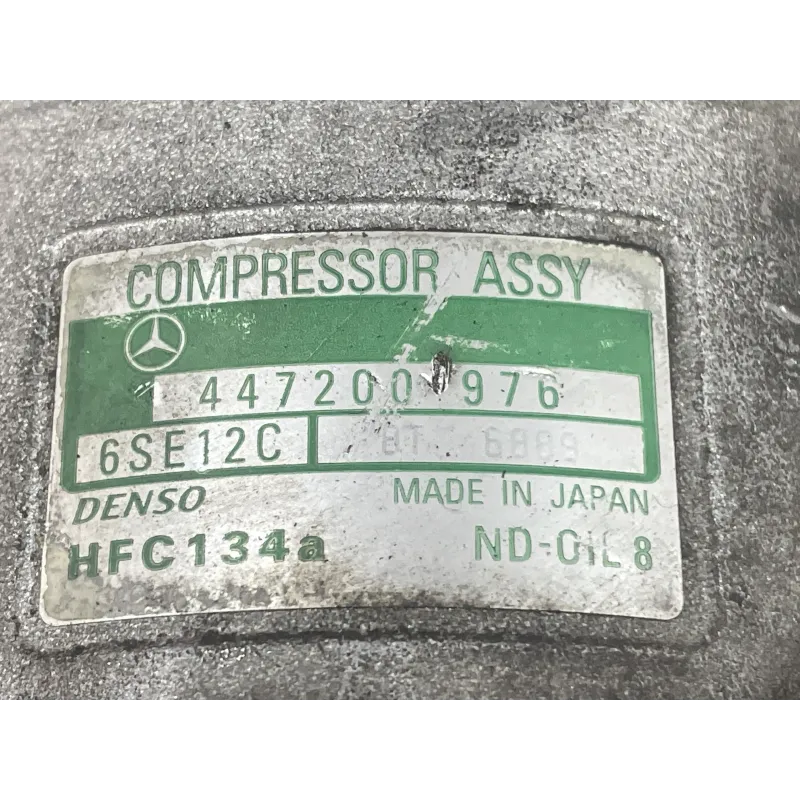 COMPRESSOR ASSY
447200 976
6SE12C
DENSO MADE IN JAPAN
HFC134a ND-OIL 8